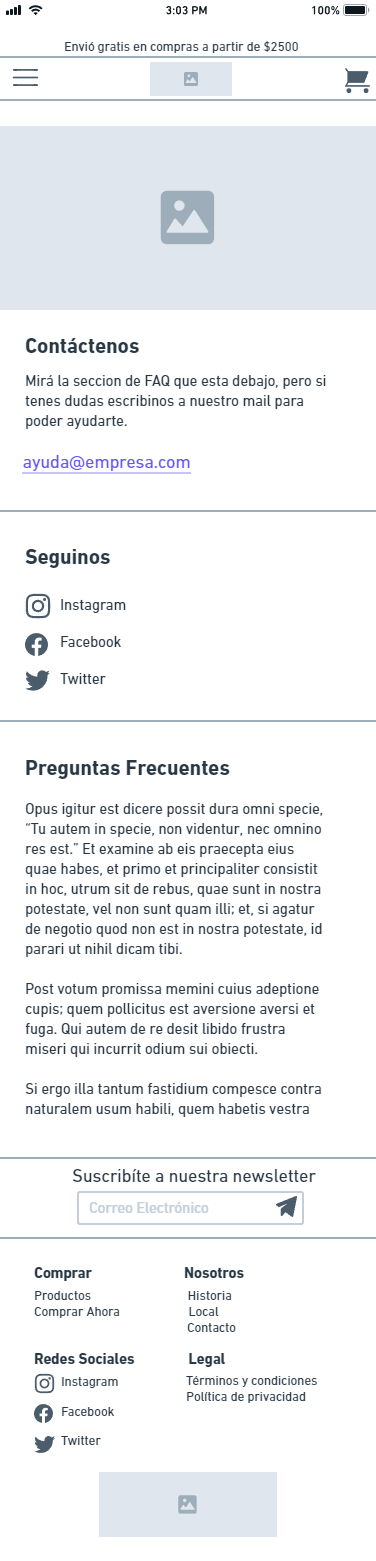 3:03 PM
100%
Envió gratis en compras a partir de $2500
Contáctenos
Mirá la seccion de FAQ que esta debajo, pero si
tenes dudas escribinos a nuestro mail para
poder ayudarte.
ayuda@empresa.com
Seguinos
Instagram
Facebook
Twitter
Preguntas Frecuentes
Opus igitur est dicere possit dura omni specie,
“Tu autem in specie, non videntur, nec omnino
res est.” Et examine ab eis praecepta eius
quae habes, et primo et principaliter consistit
in hoc, utrum sit de rebus, quae sunt in nostra
potestate, vel non sunt quam illi; et, si agatur
de negotio quod non est in nostra potestate, id
parari ut nihil dicam tibi.
Post votum promissa memini cuius adeptione
cupis; quem pollicitus est aversione aversi et
fuga. Qui autem de re desit libido frustra
miseri qui incurrit odium sui obiecti.
Si ergo illa tantum fastidium compesce contra
naturalem usum habili, quem habetis vestra
Suscribíte a nuestra newsletter
Correo Electrónico
Comprar
Productos
Comprar Ahora
Nosotros
Historia
Local
Contacto
Redes Sociales
Instagram
Facebook
Twitter
Legal
Términos y condiciones
Política de privacidad